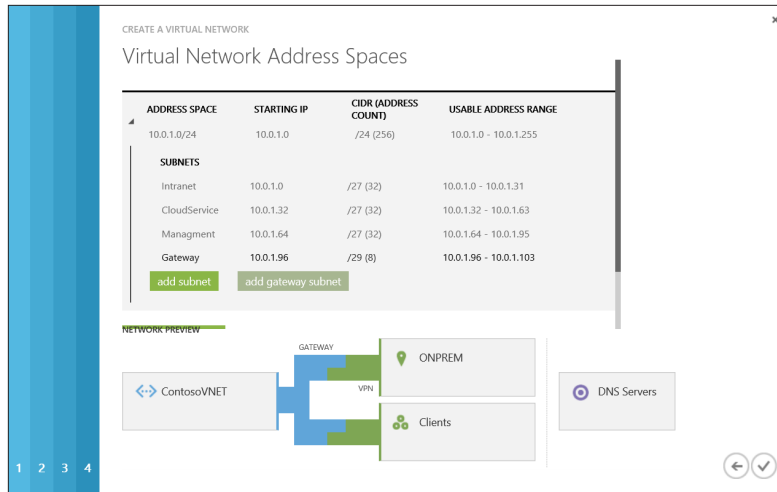 CREATE A VIRTUAL NETWORK
Virtual Network Address Spaces
ADDRESS SPACE STARTING IP CIDR (ADDRESS COUNT) USABLE ADDRESS RANGE
10.0.1.0/24 10.0.1.0 /24 (256) 10.0.1.0 - 10.0.1.255
SUBNETS
Intranet 10.0.1.0 /27 (32) 10.0.1.0 - 10.0.1.31
CloudService 10.0.1.32 /27 (32) 10.0.1.32 - 10.0.1.63
Managment 10.0.1.64 /27 (32) 10.0.1.64 - 10.0.1.95
Gateway 10.0.1.96 /29 (8) 10.0.1.96 - 10.0.1.103
add subnet add gateway subnet
NETWORK PREVIEW
GATEWAY
ONPREM
VPN
ContosoVNET
DNS Servers
Clients
1 2 3 4